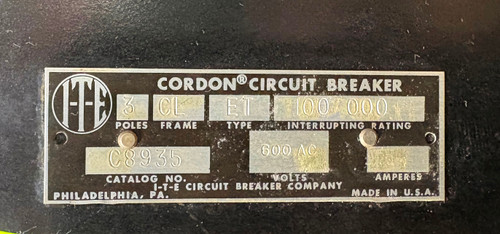 I-T-E
CORDON® CIRCUIT BREAKER
3 CL ET 100/000
POLES FRAME TYPE INTERRUPTING RATING
C8935 600 AC
CATALOG NO. VOLTS AMPERES
I-T-E CIRCUIT BREAKER COMPANY
PHILADELPHIA, PA. MADE IN U.S.A.